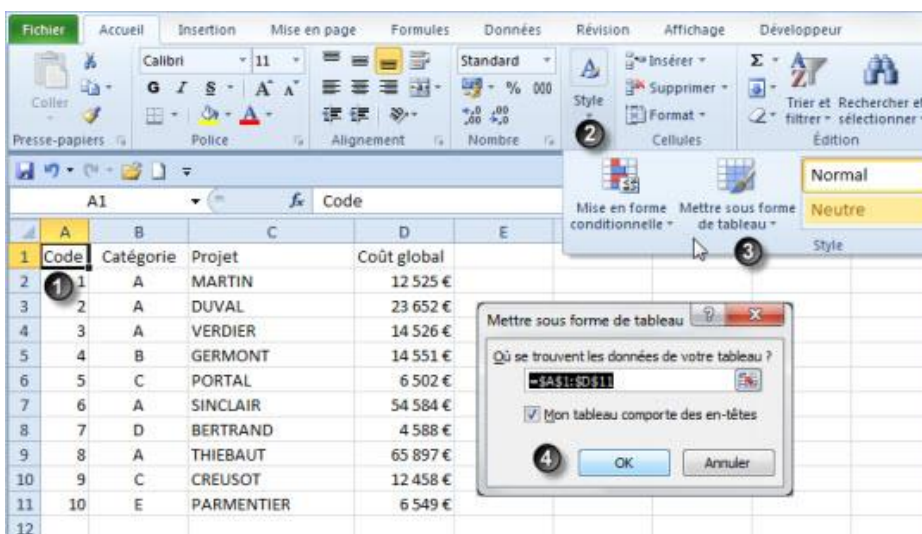 Fichier Accueil Insertion Mise en page Formules Données Révision Affichage Développeur
Calibri 11 Standard
Coller
G I S A A % 000
,00 ,00
Style
2
Insérer
Supprimer
Format
Σ
Trier et filtrer
Rechercher et sélectionner
Presse-papiers Police Alignement Nombre Cellules Édition
Mise en forme conditionnelle
Mettre sous forme de tableau
3
Normal
Neutre
Style
A1 fx Code
A B C D E
1 Code Catégorie Projet Coût global
2 1 A MARTIN 12 525 €
1
3 2 A DUVAL 23 652 €
4 3 A VERDIER 14 526 €
5 4 B GERMONT 14 551 €
6 5 C PORTAL 6 502 €
7 6 A SINCLAIR 54 584 €
8 7 D BERTRAND 4 588 €
9 8 A THIEBAUT 65 897 €
10 9 C CREUSOT 12 458 €
11 10 E PARMENTIER 6 549 €
12
Mettre sous forme de tableau ? X
Où se trouvent les données de votre tableau ?
=$A$1:$D$11
Mon tableau comporte des en-têtes
4
OK Annuler